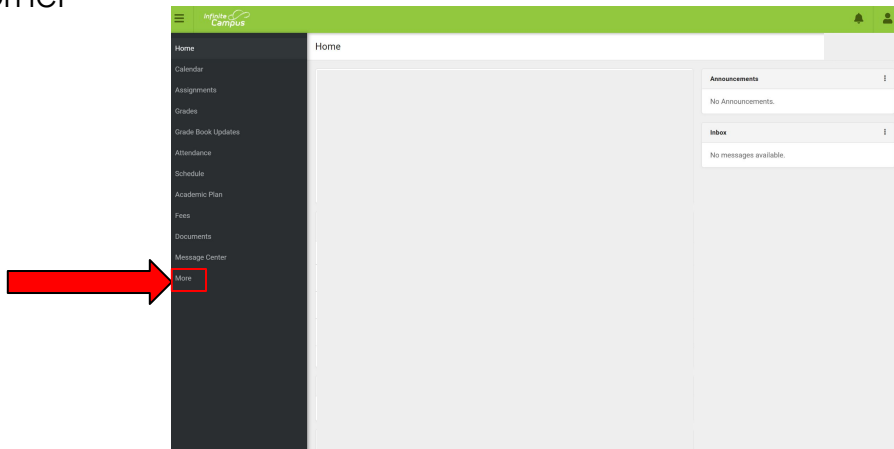 Infinite
Campus
Home
Home
Calendar
Assignments
Grades
Grade Book Updates
Attendance
Schedule
Academic Plan
Fees
Documents
Message Center
More
Announcements
No Announcements.
Inbox
No messages available.